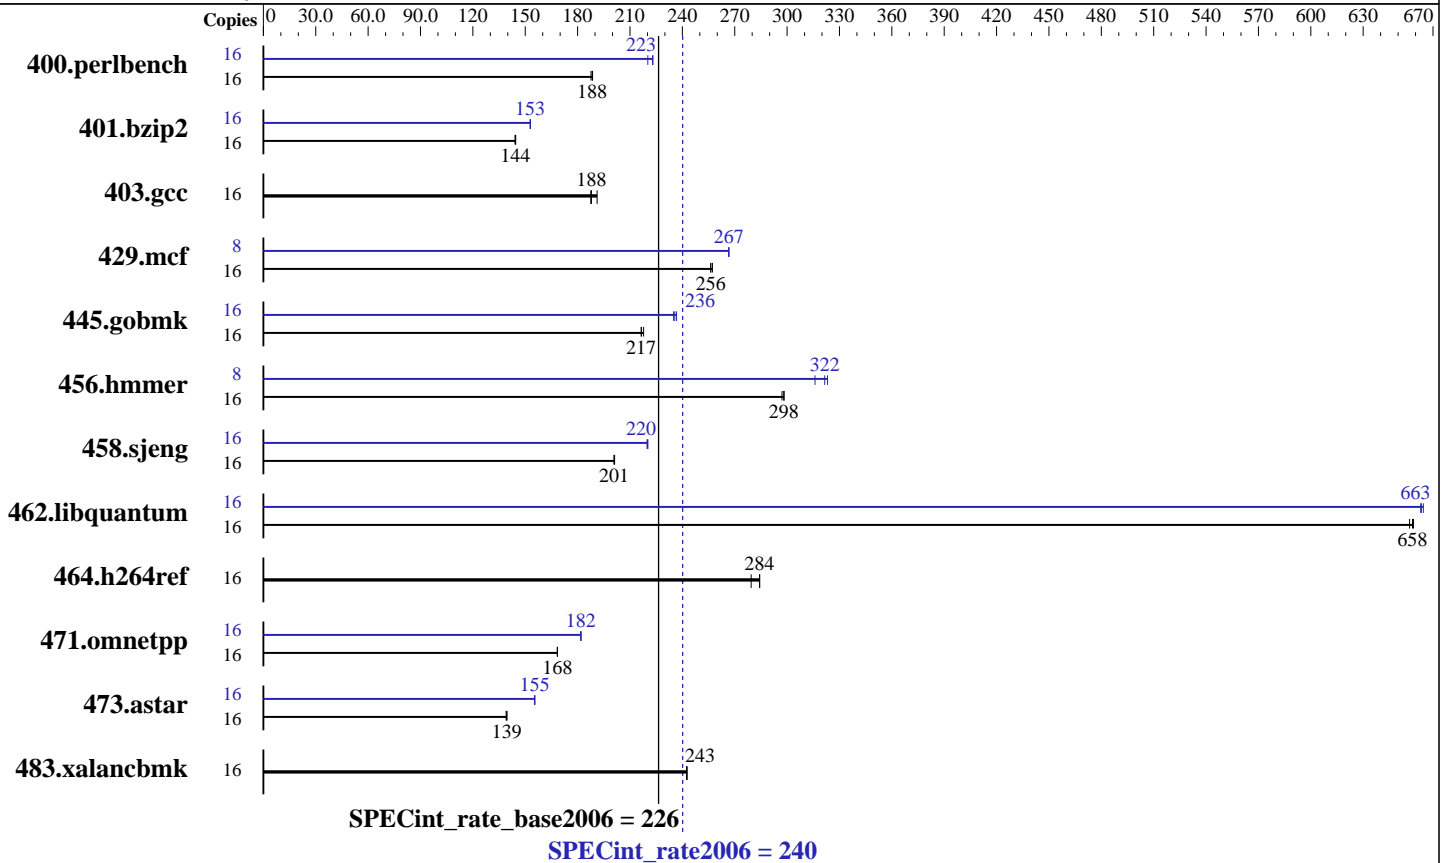 Copies 0 30.0 60.0 90.0 120 150 180 210 240 270 300 330 360 390 420 450 480 510 540 570 600 630 670
400.perlbench 16 223
16 188
401.bzip2 16 153
16 144
403.gcc 16 188
429.mcf 8 267
16 256
445.gobmk 16 236
16 217
456.hmmer 8 322
16 298
458.sjeng 16 220
16 201
462.libquantum 16 663
16 658
464.h264ref 16 284
471.omnetpp 16 182
16 168
473.astar 16 155
16 139
483.xalancbmk 16 243
SPECint_rate_base2006 = 226
SPECint_rate2006 = 240